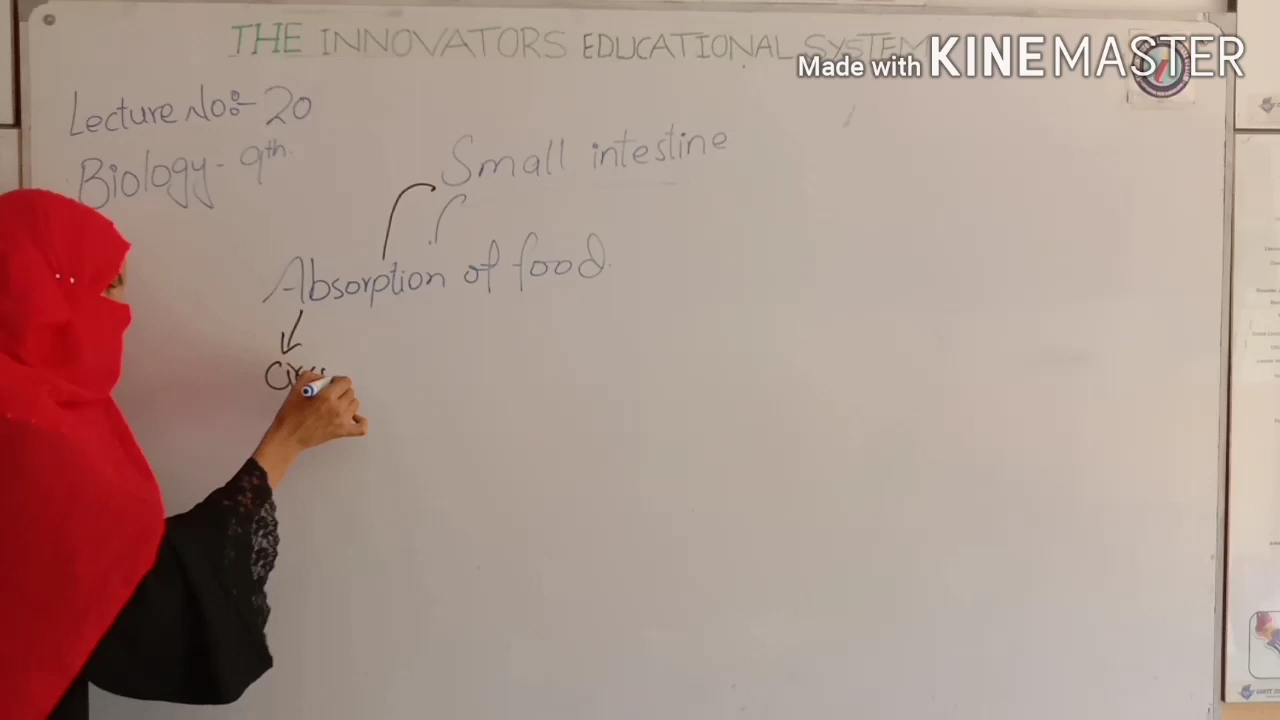 THE INNOVATORS EDUCATIONAL SYSTEM
Made with KINEMASTER
Lecture No:- 20
Biology - 9th
Small intestine
Absorption of food